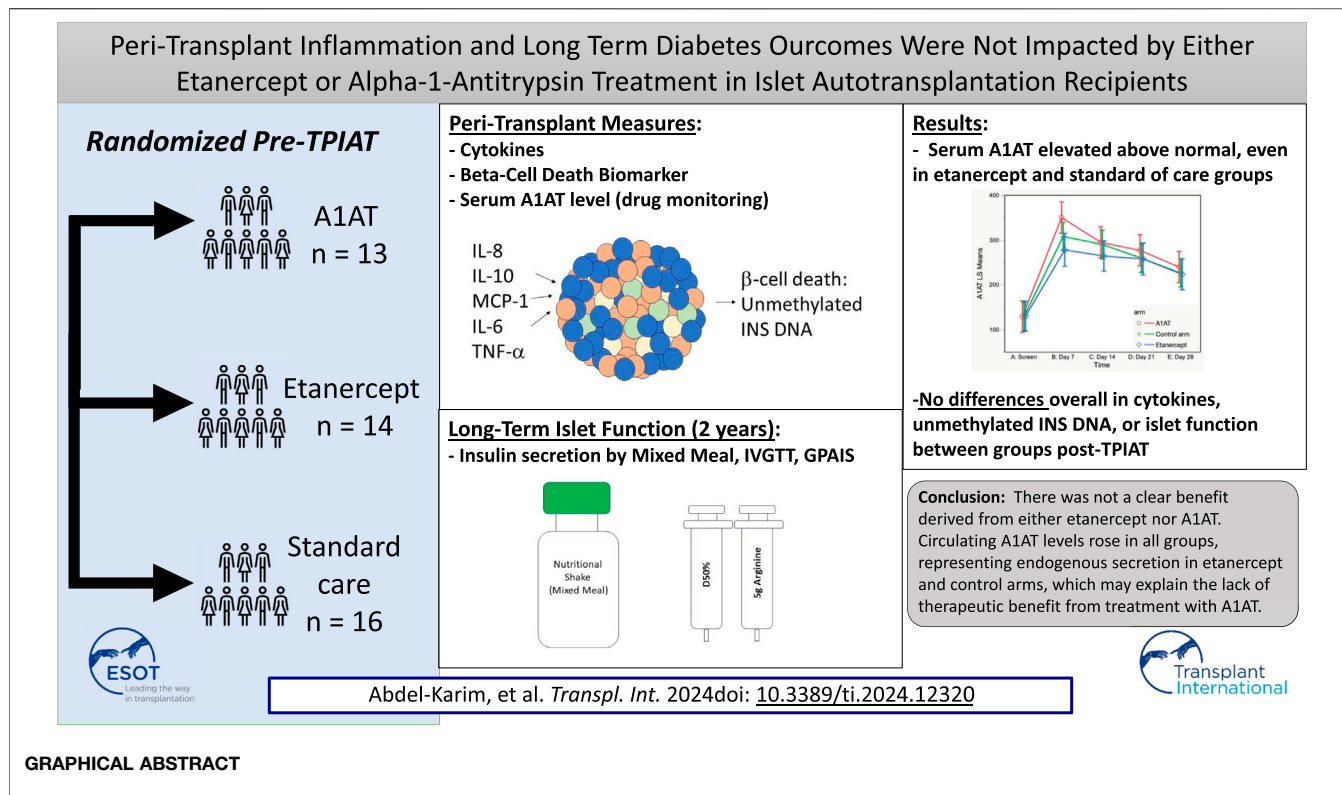 Peri-Transplant Inflammation and Long Term Diabetes Ourcomes Were Not Impacted by Either
Etanercept or Alpha-1-Antitrypsin Treatment in Islet Autotransplantation Recipients
Randomized Pre-TPIAT
A1AT
n = 13
Etanercept
n = 14
Standard
care
n = 16
ESOT
Leading the way
in transplantation
Peri-Transplant Measures:
- Cytokines
- Beta-Cell Death Biomarker
- Serum A1AT level (drug monitoring)
IL-8
IL-10
MCP-1
IL-6
TNF-α
β-cell death:
Unmethylated
INS DNA
Long-Term Islet Function (2 years):
- Insulin secretion by Mixed Meal, IVGTT, GPAIS
Nutritional
Shake
(Mixed Meal)
D50%
5g Arginine
Results:
- Serum A1AT elevated above normal, even
in etanercept and standard of care groups
400
300
200
100
A1AT LS Means
arm
A1AT
Control arm
Etanercept
A: Screen B: Day 7 C: Day 14 D: Day 21 E: Day 28
Time
-No differences overall in cytokines,
unmethylated INS DNA, or islet function
between groups post-TPIAT
Conclusion: There was not a clear benefit
derived from either etanercept nor A1AT.
Circulating A1AT levels rose in all groups,
representing endogenous secretion in etanercept
and control arms, which may explain the lack of
therapeutic benefit from treatment with A1AT.
Transplant
International
Abdel-Karim, et al. Transpl. Int. 2024doi: 10.3389/ti.2024.12320
GRAPHICAL ABSTRACT